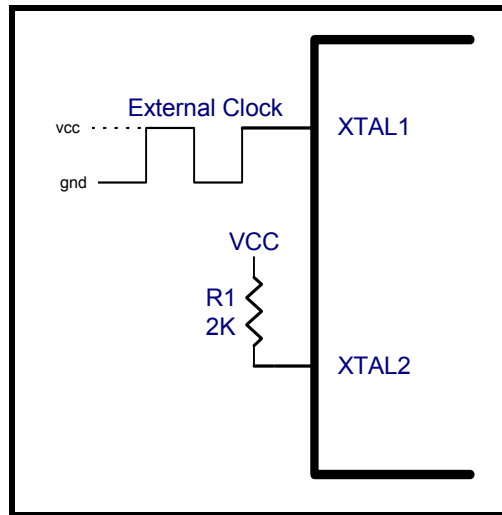 External Clock
vcc
XTAL1
gnd
VCC
R1
2K
XTAL2